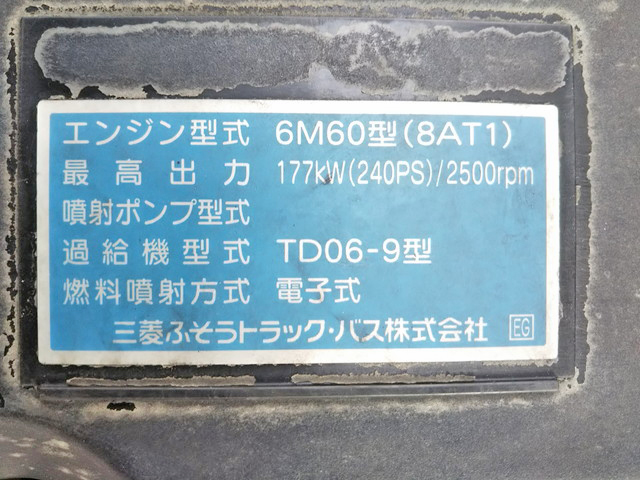 エンジン型式 6M60型(8AT1)
最高出力 177kW(240PS)/2500rpm
噴射ポンプ型式
過給機型式 TD06-9型
燃料噴射方式 電子式
三菱ふそうトラック・バス株式会社 EG